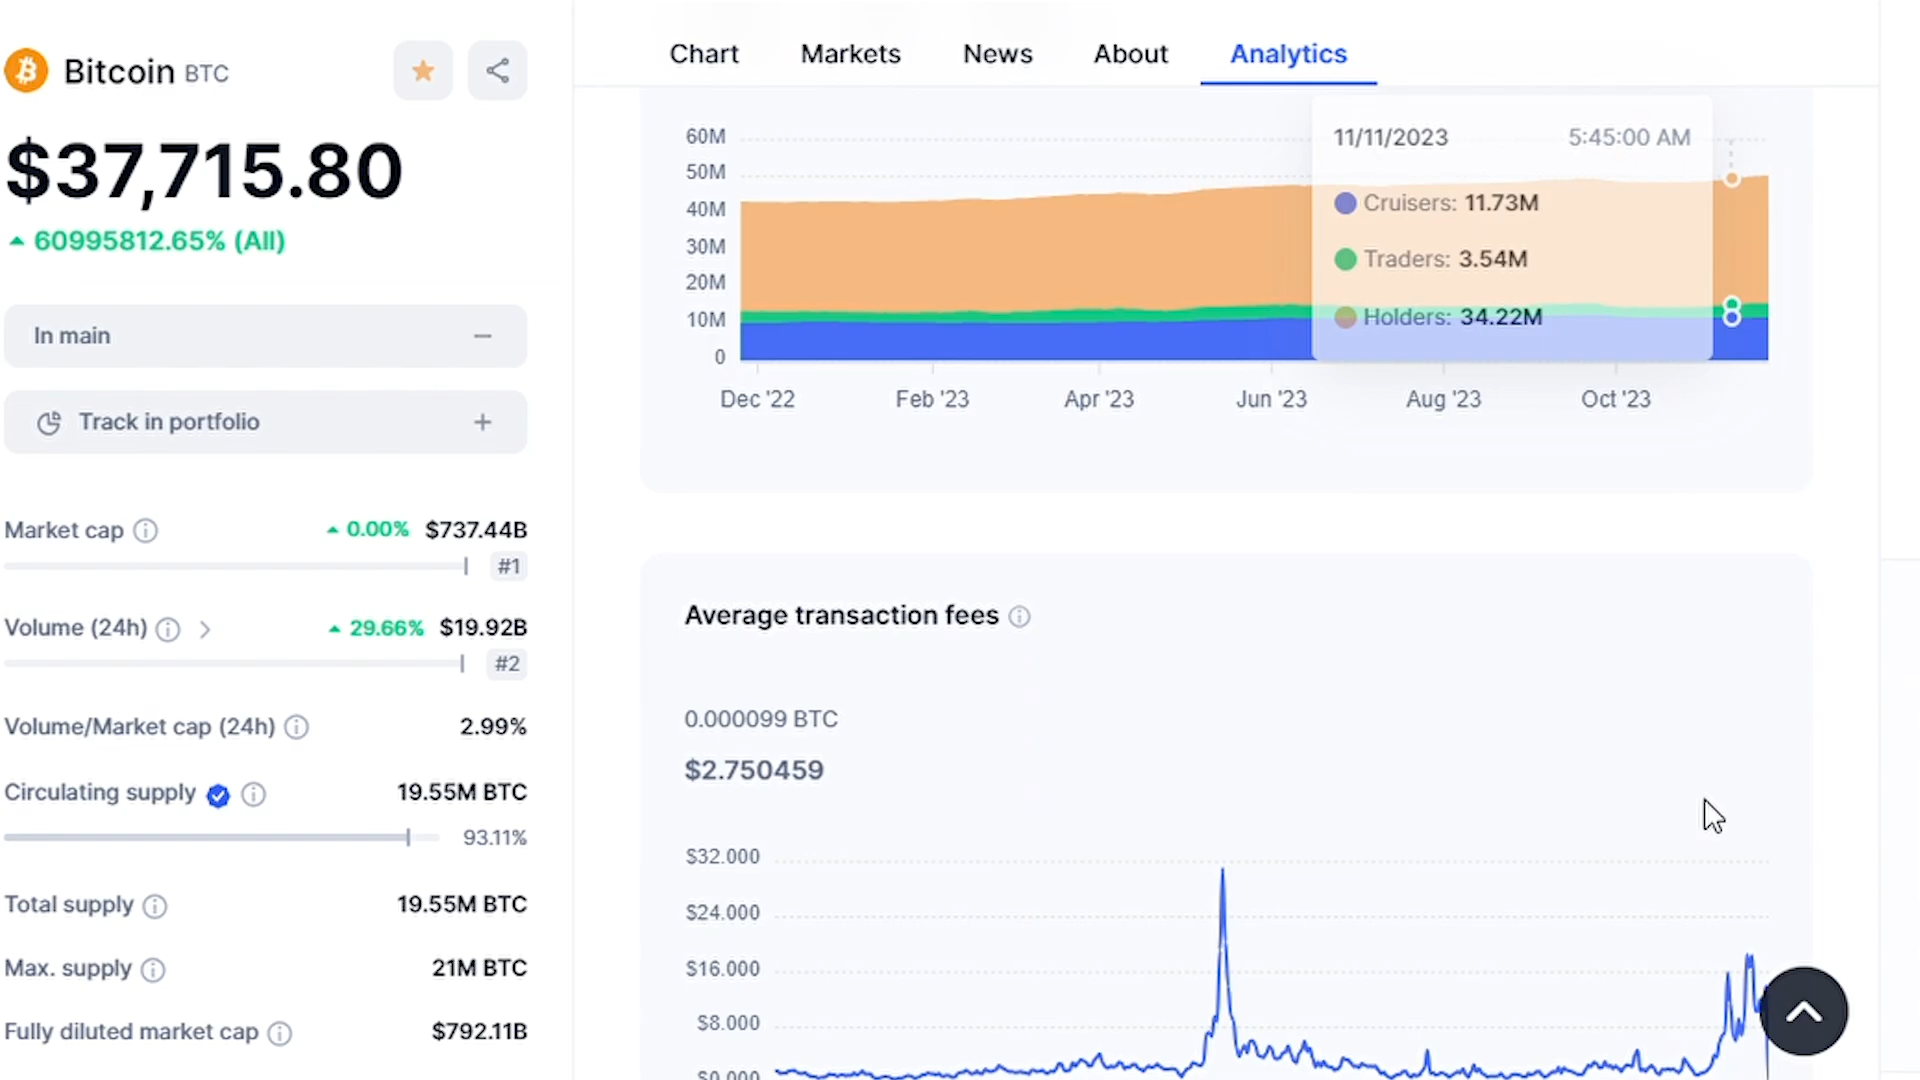 Bitcoin BTC
$37,715.80
60995812.65% (All)
In main
Track in portfolio
Market cap 0.00% $737.44B
#1
Volume (24h) 29.66% $19.92B
#2
Volume/Market cap (24h) 2.99%
Circulating supply 19.55M BTC
93.11%
Total supply 19.55M BTC
Max. supply 21M BTC
Fully diluted market cap $792.11B
Chart Markets News About Analytics
60M
50M
40M
30M
20M
10M
0
Dec '22 Feb '23 Apr '23 Jun '23 Aug '23 Oct '23
11/11/2023 5:45:00 AM
Cruisers: 11.73M
Traders: 3.54M
Holders: 34.22M
Average transaction fees
0.000099 BTC
$2.750459
$32.000
$24.000
$16.000
$8.000
$0.000